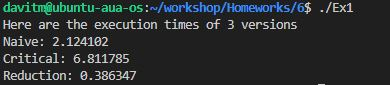 davitm@ubuntu-aua-os:~/workshop/Homeworks/6$ ./Ex1
Here are the execution times of 3 versions
Naive: 2.124102
Critical: 6.811785
Reduction: 0.386347